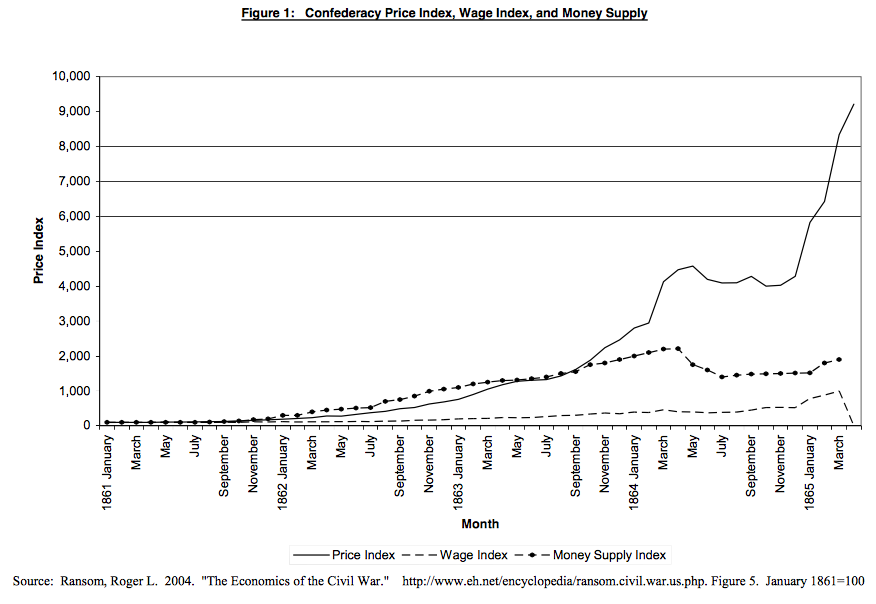 Figure 1: Confederacy Price Index, Wage Index, and Money Supply
10,000
9,000
8,000
7,000
6,000
5,000
4,000
3,000
2,000
1,000
0
Price Index
1861 January
March
May
July
September
November
1862 January
March
May
July
September
November
1863 January
March
May
July
September
November
1864 January
March
May
July
September
November
1865 January
March
Month
Price Index
Wage Index
Money Supply Index
Source: Ransom, Roger L. 2004. "The Economics of the Civil War." http://www.eh.net/encyclopedia/ransom.civil.war.us.php. Figure 5. January 1861=100